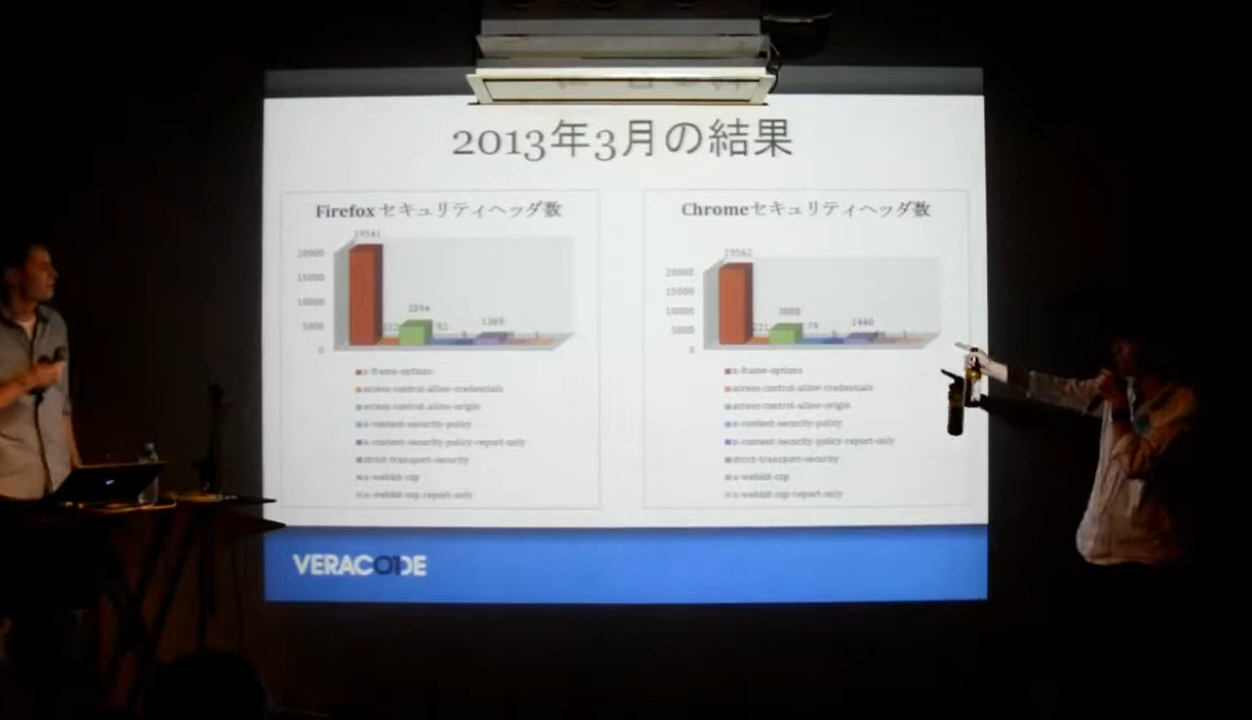 2013年3月の結果
Firefox セキュリティヘッダ数
19541
20000
15000
10000
5000
0
2894
82
1368
x-frame-options
access-control-allow-credentials
access-control-allow-origin
x-content-security-policy
x-content-security-policy-report-only
strict-transport-security
x-webkit-csp
x-webkit-csp-report-only
Chromeセキュリティヘッダ数
19562
20000
15000
10000
5000
0
221
79
1440
x-frame-options
access-control-allow-credentials
access-control-allow-origin
x-content-security-policy
x-content-security-policy-report-only
strict-transport-security
x-webkit-csp
x-webkit-csp-report-only
VERACODE